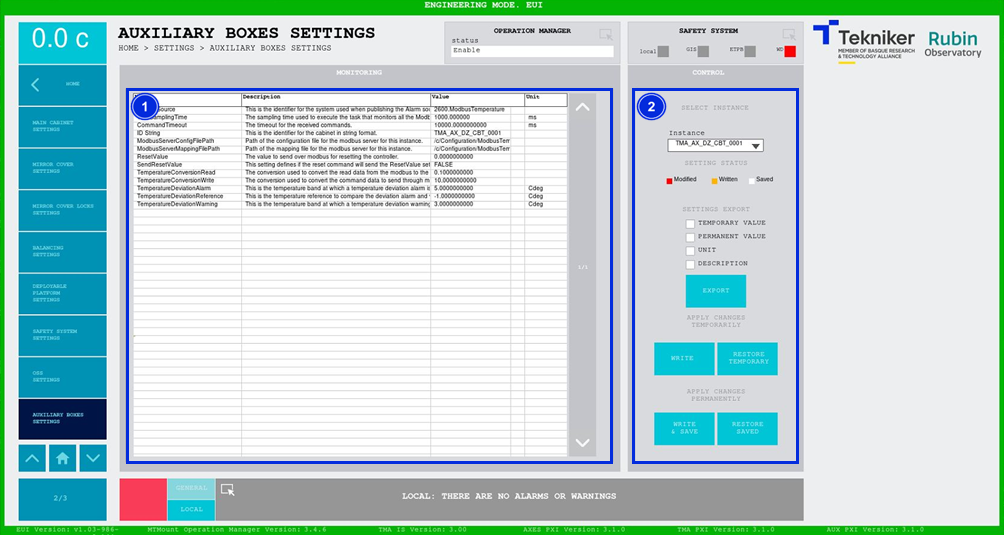 ENGINEERING MODE. EUI
0.0 C
AUXILIARY BOXES SETTINGS
HOME > SETTINGS > AUXILIARY BOXES SETTINGS
OPERATION MANAGER
status
Enable
SAFETY SYSTEM
local
GIS
ETPB
WD
Tekniker
MEMBER OF BASQUE RESEARCH
& TECHNOLOGY ALLIANCE
Rubin
Observatory
HOME
MAIN CABINET
SETTINGS
MIRROR COVER
SETTINGS
MIRROR COVER LOCKS
SETTINGS
BALANCING
SETTINGS
DEPLOYABLE
PLATFORM
SETTINGS
SAFETY SYSTEM
SETTINGS
OSS
SETTINGS
AUXILIARY BOXES
SETTINGS
2/3
MONITORING
1
Description Value Unit
This is the identifier for the system used when publishing the Alarm 2600.ModbusTemperature
The sampling time used to execute the task that monitors all the 1000.000000 ms
CommandTimeout The timeout for the received commands. 10000.0000000000 ms
ID String This is the identifier for the cabinet in string format. TMA_AX_DZ_CBT_0001
ModbusServerConfigFilePath Path of the configuration file for the modbus server for this instance. /c/Configuration/ModbusTem
ModbusServerMappingFilePath Path of the mapping file for the modbus server for this instance. /c/Configuration/ModbusTem
ResetValue The value to send over modbus for resetting the controller. 0.0000000000
SendResetValue This setting defines if the reset command will send the ResetValue set FALSE
TemperatureConversionRead The conversion used to convert the read data from the modbus to the 0.1000000000
TemperatureConversionWrite The conversion used to convert the command data to send through m 10.0000000000
TemperatureDeviationAlarm This is the temperature band at which a temperature deviation alarm is 5.0000000000 Cdeg
TemperatureDeviationReference This is the temperature reference to compare the deviation alarm and -1.0000000000 Cdeg
TemperatureDeviationWarning This is the temperature band at which a temperature deviation warning 3.0000000000 Cdeg
1/1
CONTROL
2
SELECT INSTANCE
Instance
TMA_AX_DZ_CBT_0001
SETTING STATUS
Modified
Written
Saved
SETTINGS EXPORT
TEMPORARY VALUE
PERMANENT VALUE
UNIT
DESCRIPTION
EXPORT
APPLY CHANGES
TEMPORARILY
WRITE
RESTORE
TEMPORARY
APPLY CHANGES
PERMANENTLY
WRITE
& SAVE
RESTORE
SAVED
GENERAL
LOCAL
LOCAL: THERE ARE NO ALARMS OR WARNINGS
EUI Version: v1.03-986- MTMount Operation Manager Version: 3.4.6 TMA IS Version: 3.00 AXES PXI Version: 3.1.0 TMA PXI Version: 3.1.0 AUX PXI Version: 3.1.0